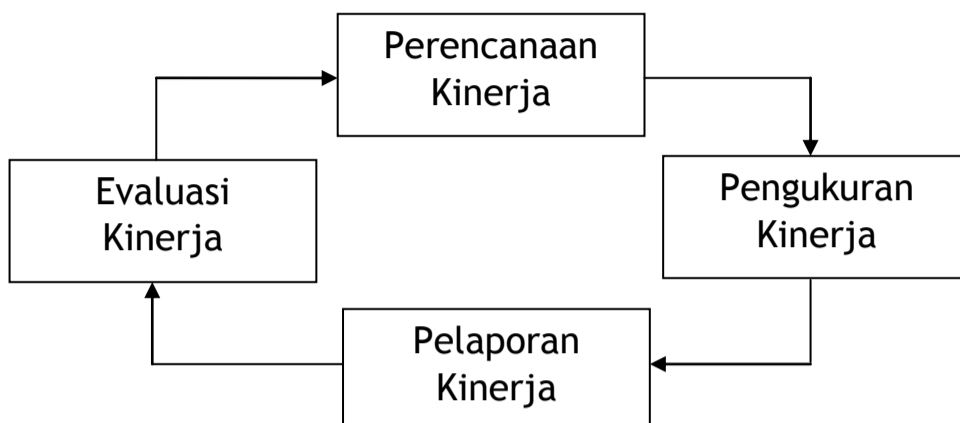 Perencanaan
Kinerja
Evaluasi
Kinerja
Pengukuran
Kinerja
Pelaporan
Kinerja